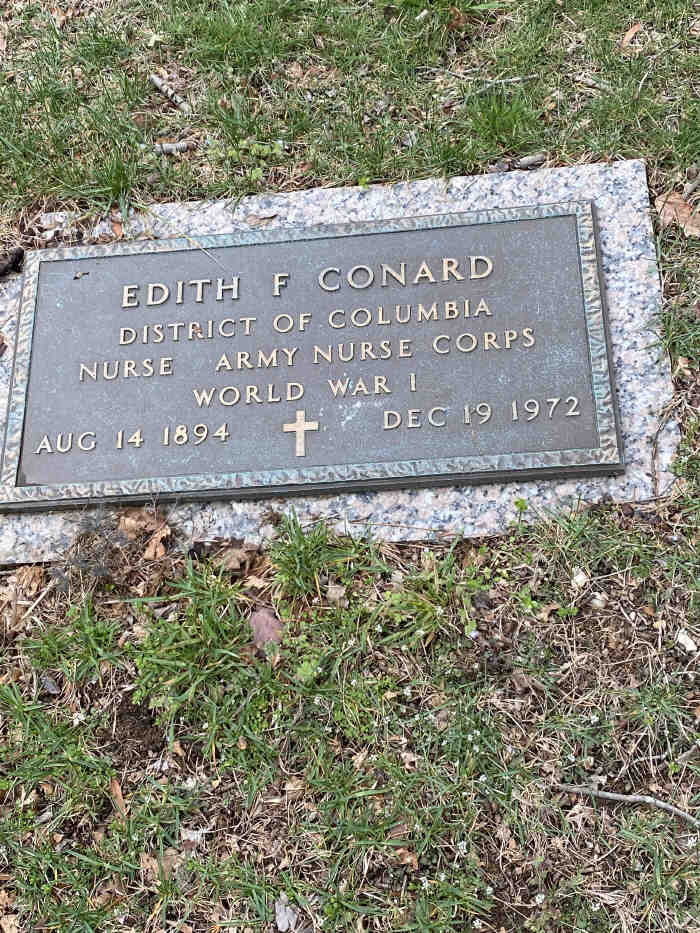 EDITH F CONARD
DISTRICT OF COLUMBIA
NURSE ARMY NURSE CORPS
WORLD WAR I
AUG 14 1894 DEC 19 1972